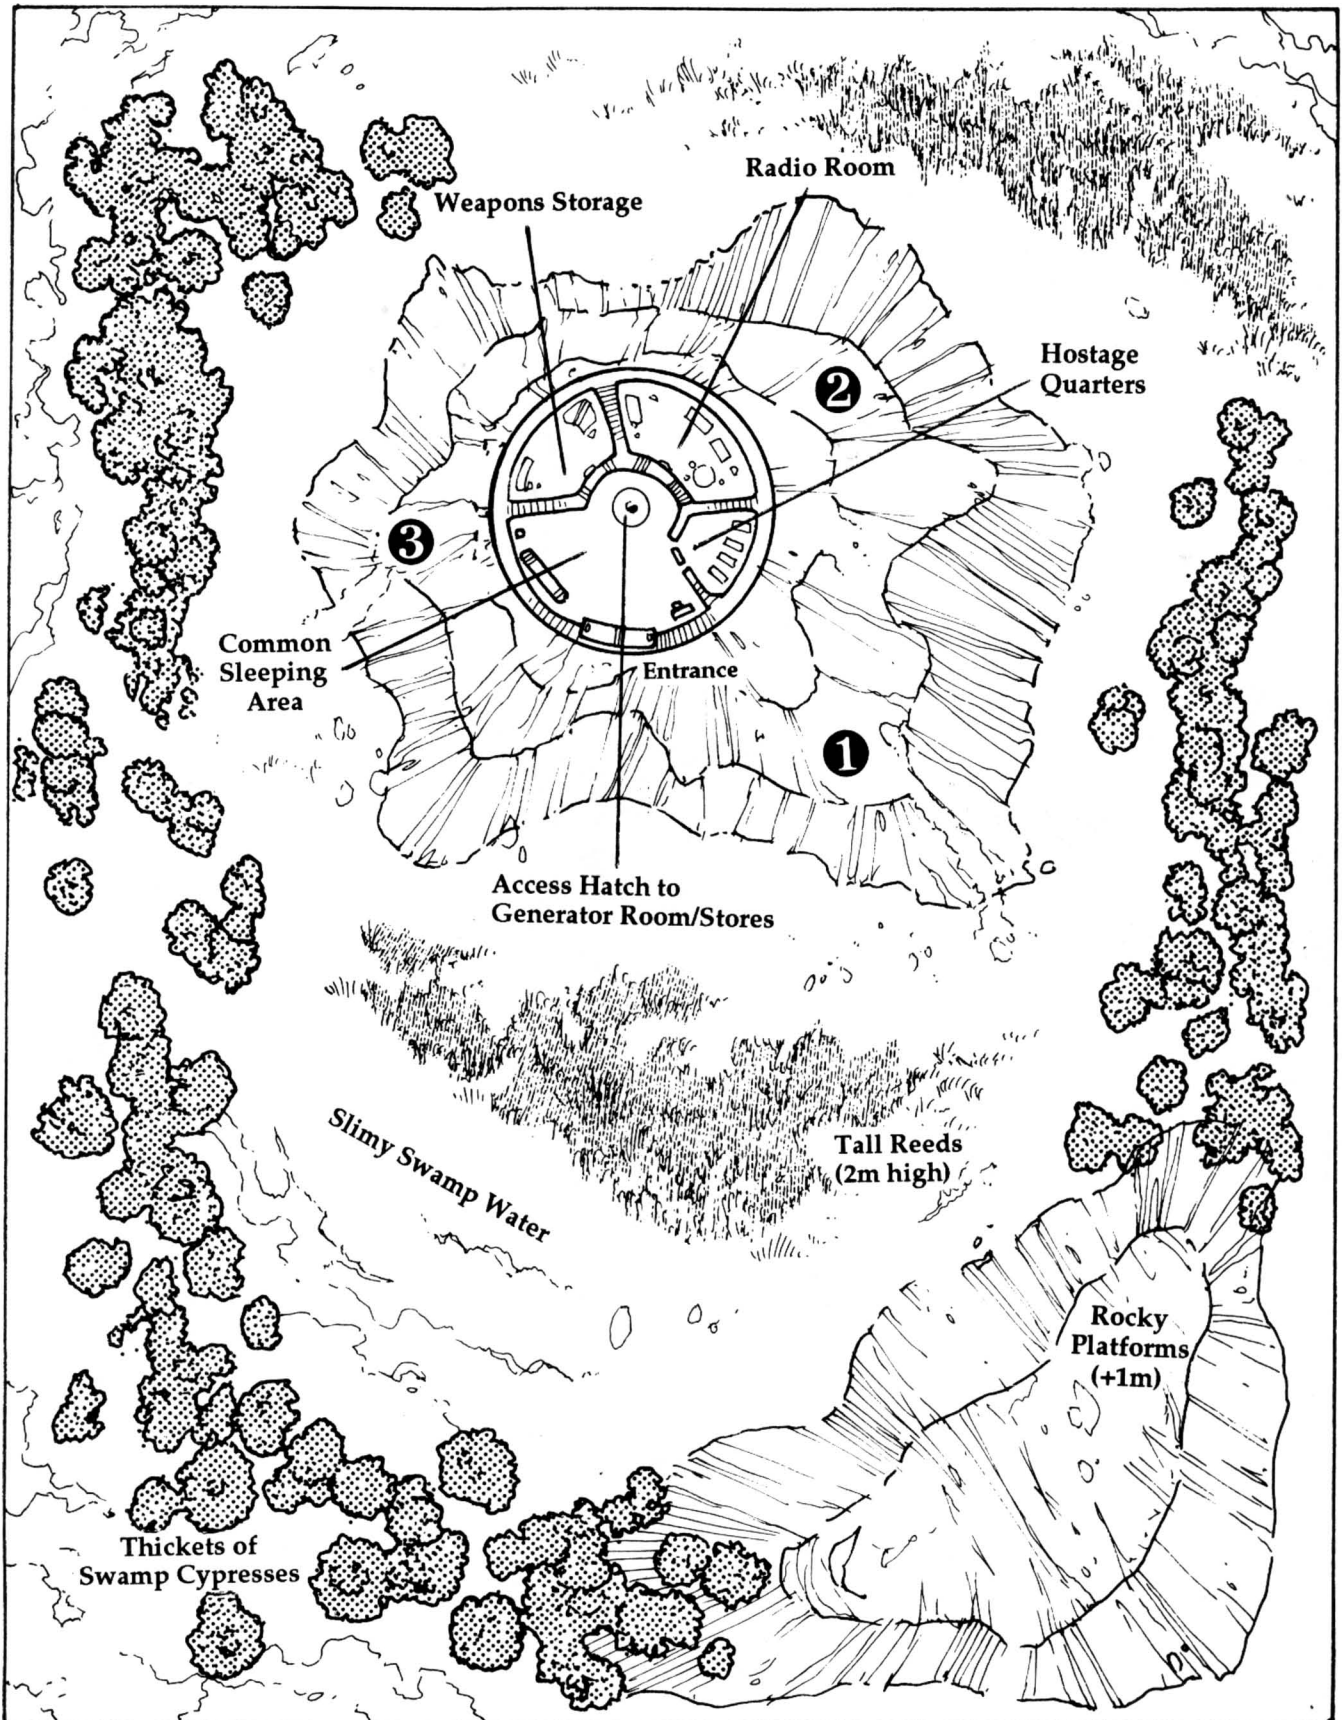 Radio Room
Weapons Storage
Hostage
Quarters
2
3
Common
Sleeping
Area
Entrance
1
Access Hatch to
Generator Room/Stores
Slimy Swamp Water
Tall Reeds
(2m high)
Rocky
Platforms
(+1m)
Thickets of
Swamp Cypresses